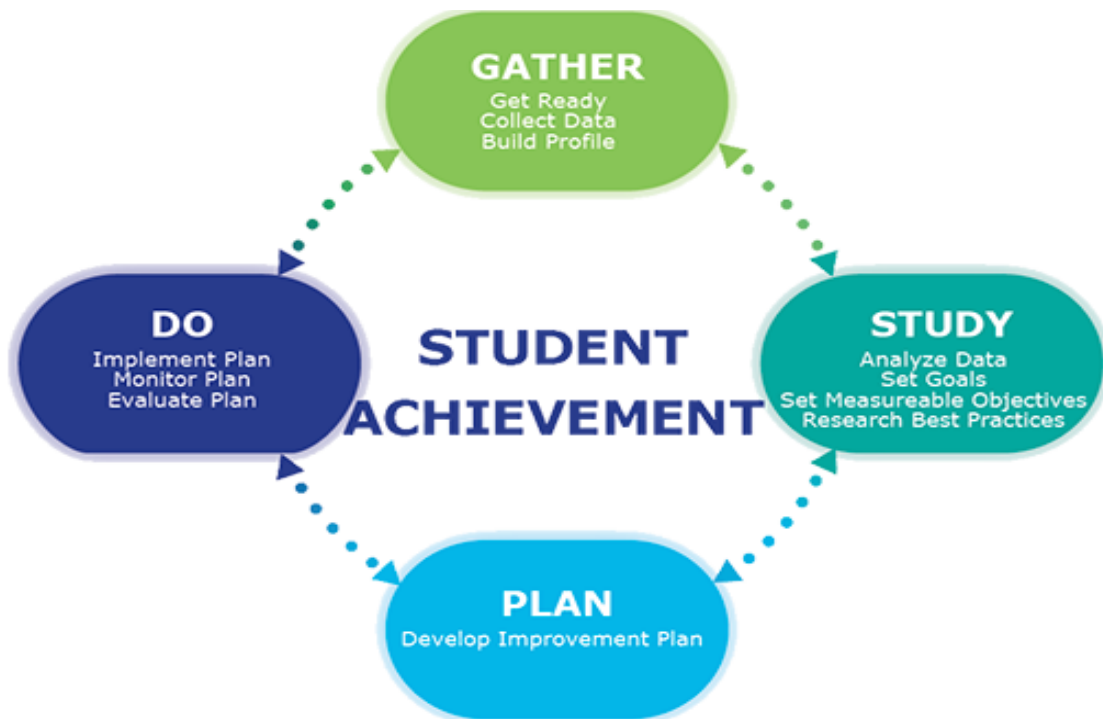 GATHER
Get Ready
Collect Data
Build Profile
DO
Implement Plan
Monitor Plan
Evaluate Plan
STUDENT
ACHIEVEMENT
STUDY
Analyze Data
Set Goals
Set Measureable Objectives
Research Best Practices
PLAN
Develop Improvement Plan